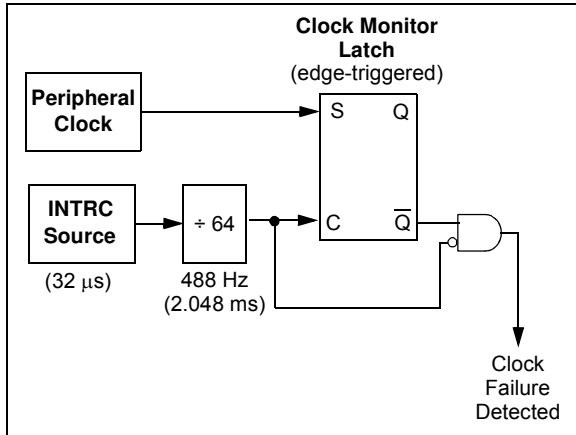 Clock Monitor
Latch
(edge-triggered)
Peripheral
Clock
S Q
INTRC
Source
÷ 64
C Q̅
(32 μs)
488 Hz
(2.048 ms)
Clock
Failure
Detected